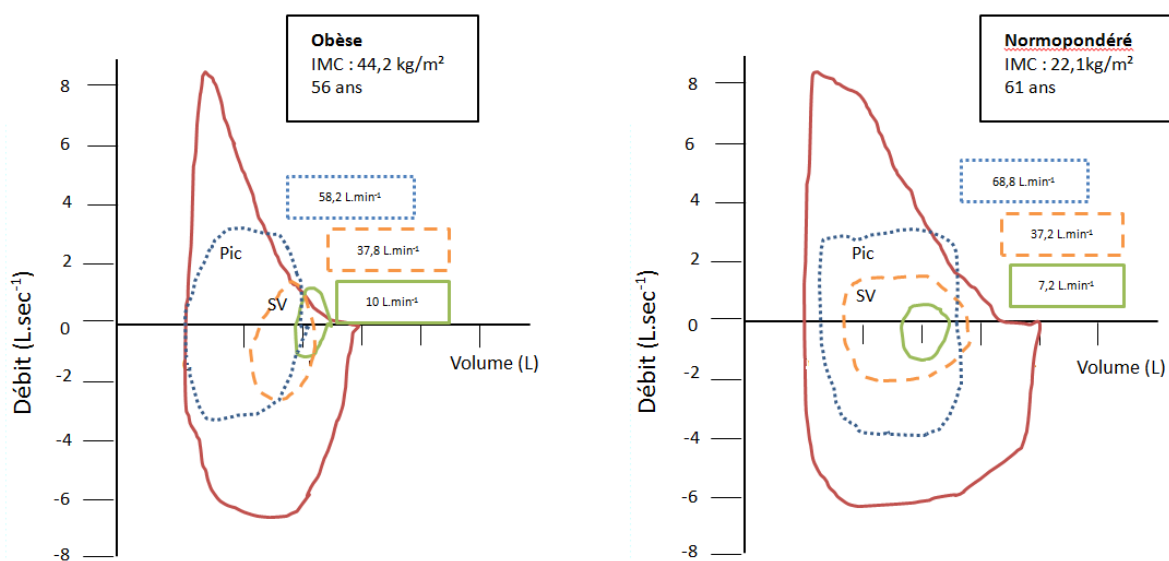 Obèse
IMC : 44,2 kg/m²
56 ans
8
6
4
2
0
-2
-4
-6
-8
Débit (L.sec⁻¹)
Volume (L)
Pic
SV
58,2 L.min⁻¹
37,8 L.min⁻¹
10 L.min⁻¹
Normopondéré
IMC : 22,1kg/m²
61 ans
8
6
4
2
0
-2
-4
-6
-8
Débit (L.sec⁻¹)
Volume (L)
Pic
SV
68,8 L.min⁻¹
37,2 L.min⁻¹
7,2 L.min⁻¹